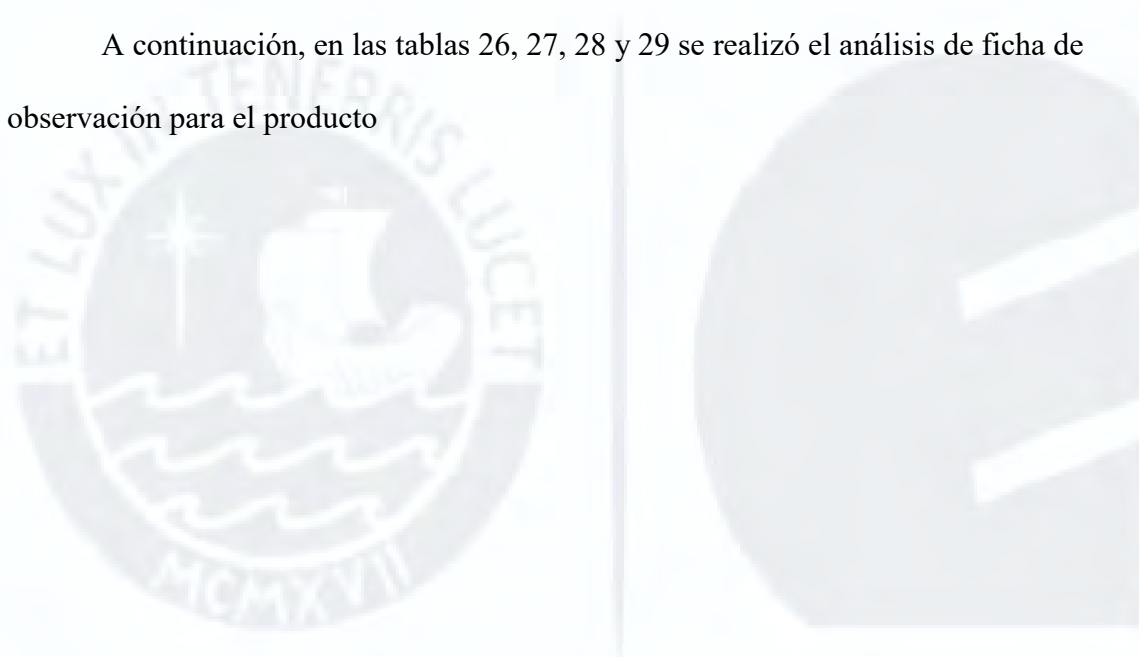 A continuación, en las tablas 26, 27, 28 y 29 se realizó el análisis de ficha de
observación para el producto
ET LUX IN TENEBRIS LUCET
MCMXVII